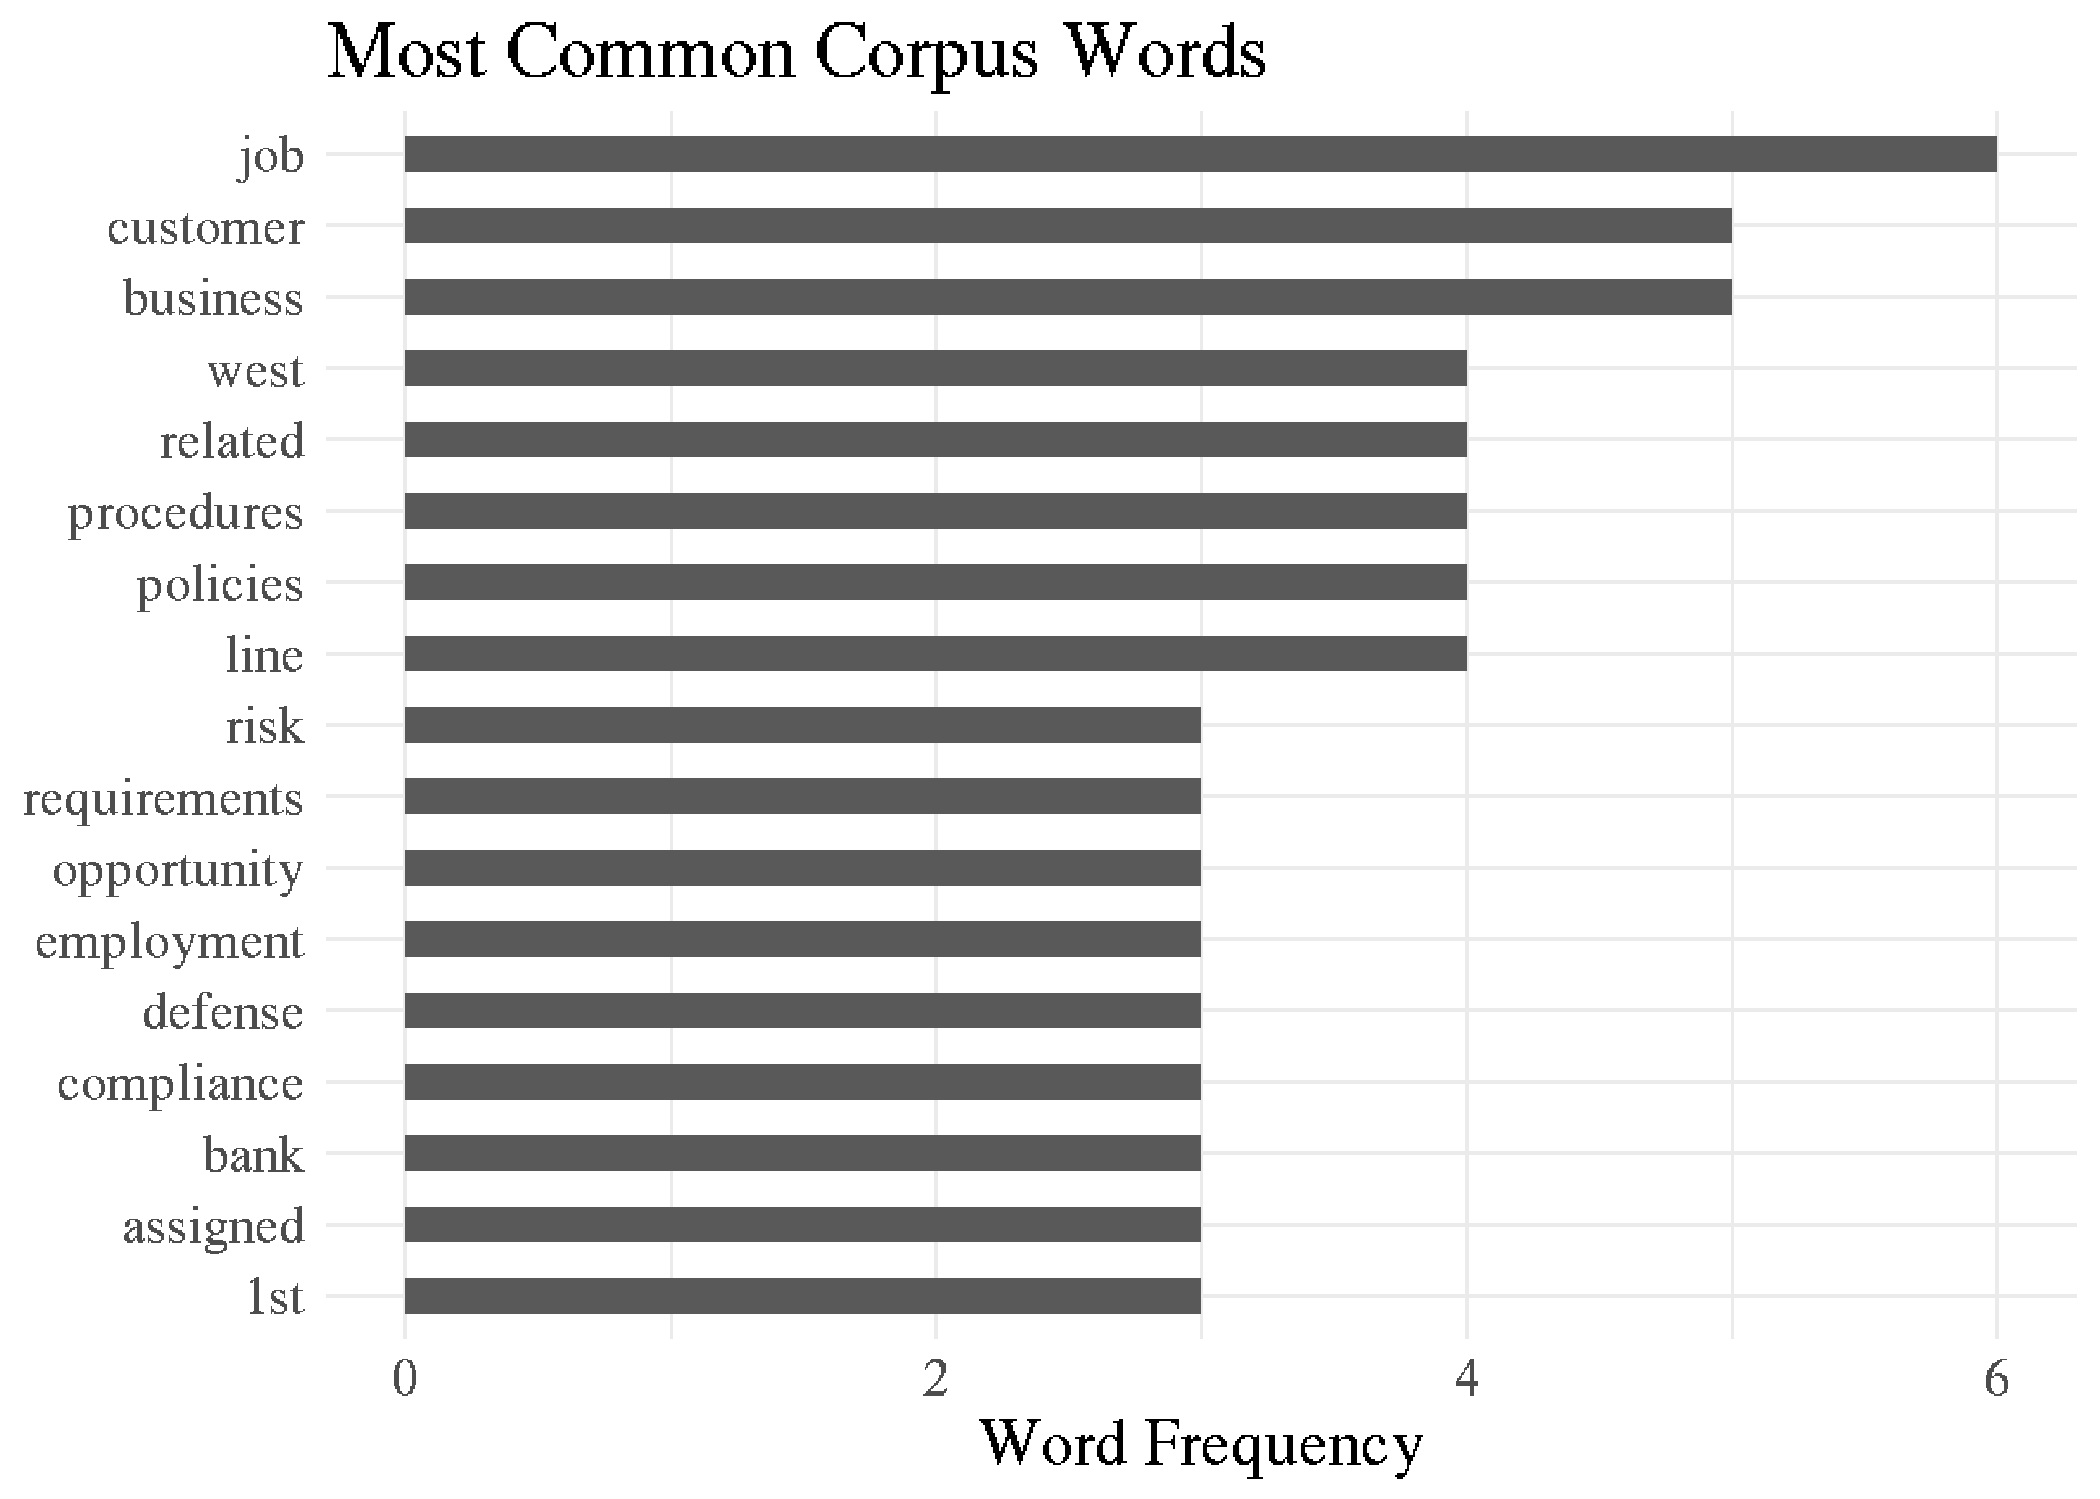 Most Common Corpus Words
job
customer
business
west
related
procedures
policies
line
risk
requirements
opportunity
employment
defense
compliance
bank
assigned
1st
0 2 4 6
Word Frequency